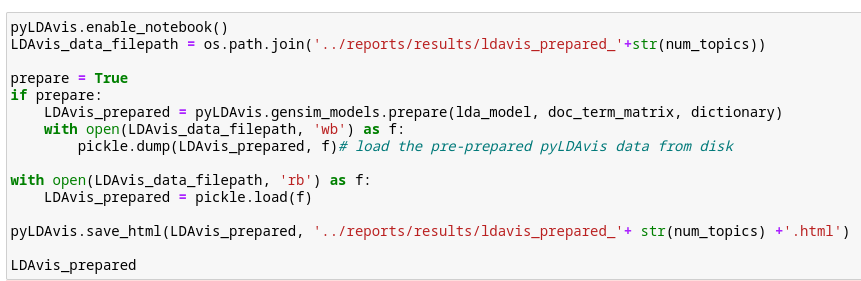 pyLDAvis.enable_notebook()
LDAvis_data_filepath = os.path.join('../reports/results/ldavis_prepared_'+str(num_topics))

prepare = True
if prepare:
    LDAvis_prepared = pyLDAvis.gensim_models.prepare(lda_model, doc_term_matrix, dictionary)
    with open(LDAvis_data_filepath, 'wb') as f:
        pickle.dump(LDAvis_prepared, f)# load the pre-prepared pyLDAvis data from disk

with open(LDAvis_data_filepath, 'rb') as f:
    LDAvis_prepared = pickle.load(f)

pyLDAvis.save_html(LDAvis_prepared, '../reports/results/ldavis_prepared_'+ str(num_topics) +'.html')

LDAvis_prepared